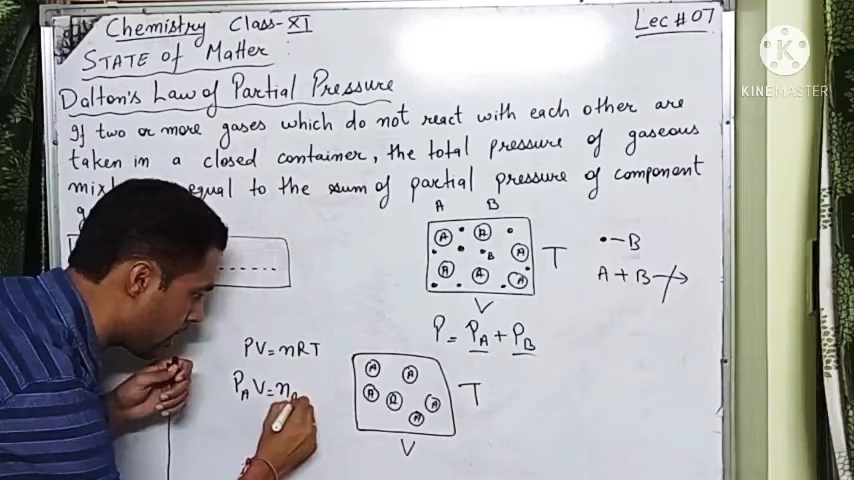 Chemistry Class-XI
Lec # 07
STATE of Matter
K
KINEMASTER
Dalton's Law of Partial Pressure
If two or more gases which do not react with each other are
taken in a closed container, the total pressure of gaseous
equal to the sum of partial pressure of component
A B
A A A A A A B
T
V
•-B
A + B
P = PA + PB
PV = nRT
PA V = nA
A A A A A A
T
V